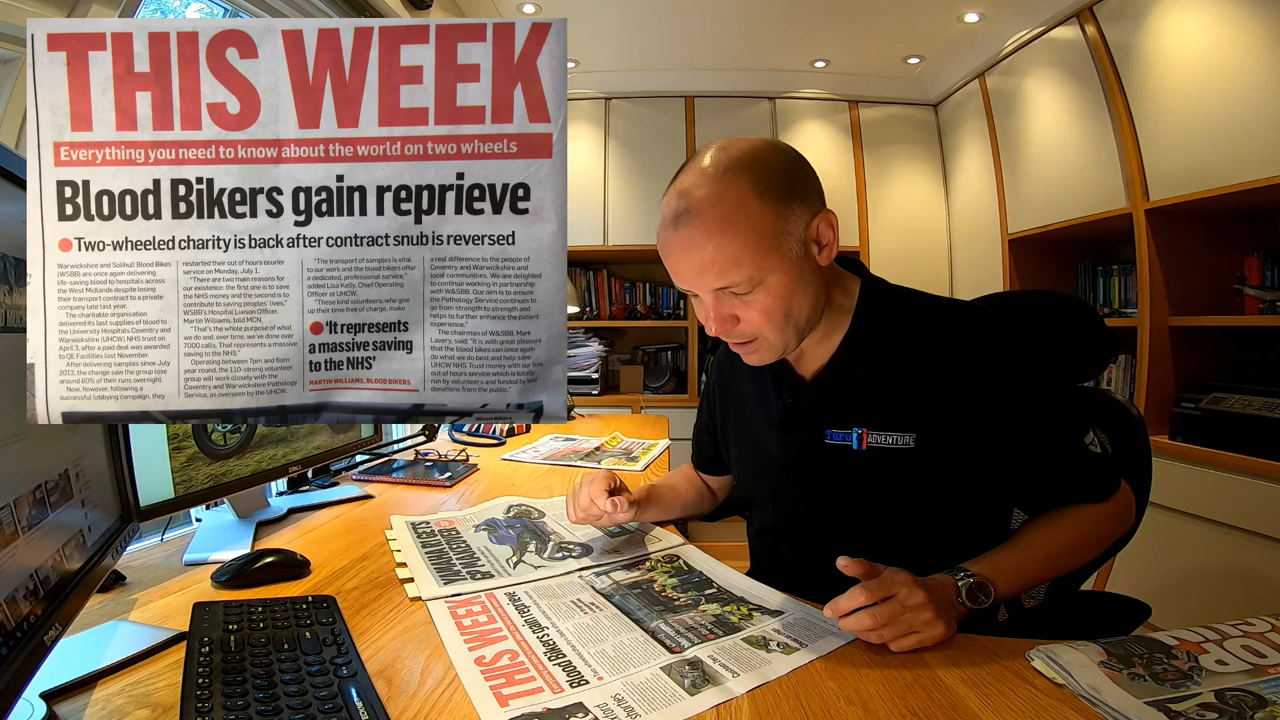 THIS WEEK
Everything you need to know about the world on two wheels
Blood Bikers gain reprieve
Two-wheeled charity is back after contract snub is reversed
Warwickshire and Solihull Blood Bikes
(WSBB) are once again delivering
life-saving blood to hospitals across
the West Midlands despite losing
their transport contract to a private
company late last year.
The charitable organisation
delivered its last supplies of blood to
the University Hospitals Coventry and
Warwickshire (UHCW) NHS trust on
April 3, after a paid deal was awarded
to QE Facilities last November.
After delivering samples since July
2012, the change saw the group lose
around 80% of their runs overnight.
Now, however, following a
successful lobbying campaign, they
restarted their out of hours courier
service on Monday, July 1.
"There are two main reasons for
our existence: the first one is to save
the NHS money and the second is to
contribute to saving peoples' lives,"
WSBB's Hospital Liaison Officer,
Martin Williams, told MCN.
"That's the whole purpose of what
we do and, over time, we've done over
7000 calls. That represents a massive
saving to the NHS."
Operating between 7pm and 6am
year round, the 110-strong volunteer
group will work closely with the
Coventry and Warwickshire Pathology
Service, as overseen by the UHCW.
"The transport of samples is vital
to our work and the blood bikers offer
a dedicated, professional service,"
added Lisa Kelly, Chief Operating
Officer at UHCW.
"These kind volunteers, who give
up their time free of charge, make
'It represents
a massive saving
to the NHS'
MARTIN WILLIAMS, BLOOD BIKERS
a real difference to the people of
Coventry and Warwickshire and
local communities. We are delighted
to continue working in partnership
with W&SBB. Our aim is to ensure
the Pathology Service continues to
go from strength to strength and
helps to further enhance the patient
experience."
The chairman of W&SBB, Mark
Lavery, said: "It is with great pleasure
that the blood bikes can once again
do what we do best and help save
UHCW NHS Trust money with our free
out of hours service which is totally
run by volunteers and funded by kind
donations from the public."
Toro ADVENTURE
DELL
YAMAHA GETS
GP MAKEOVER!
THIS WEEK
Everything you need to know about the world on two wheels
Blood Bikers gain reprieve